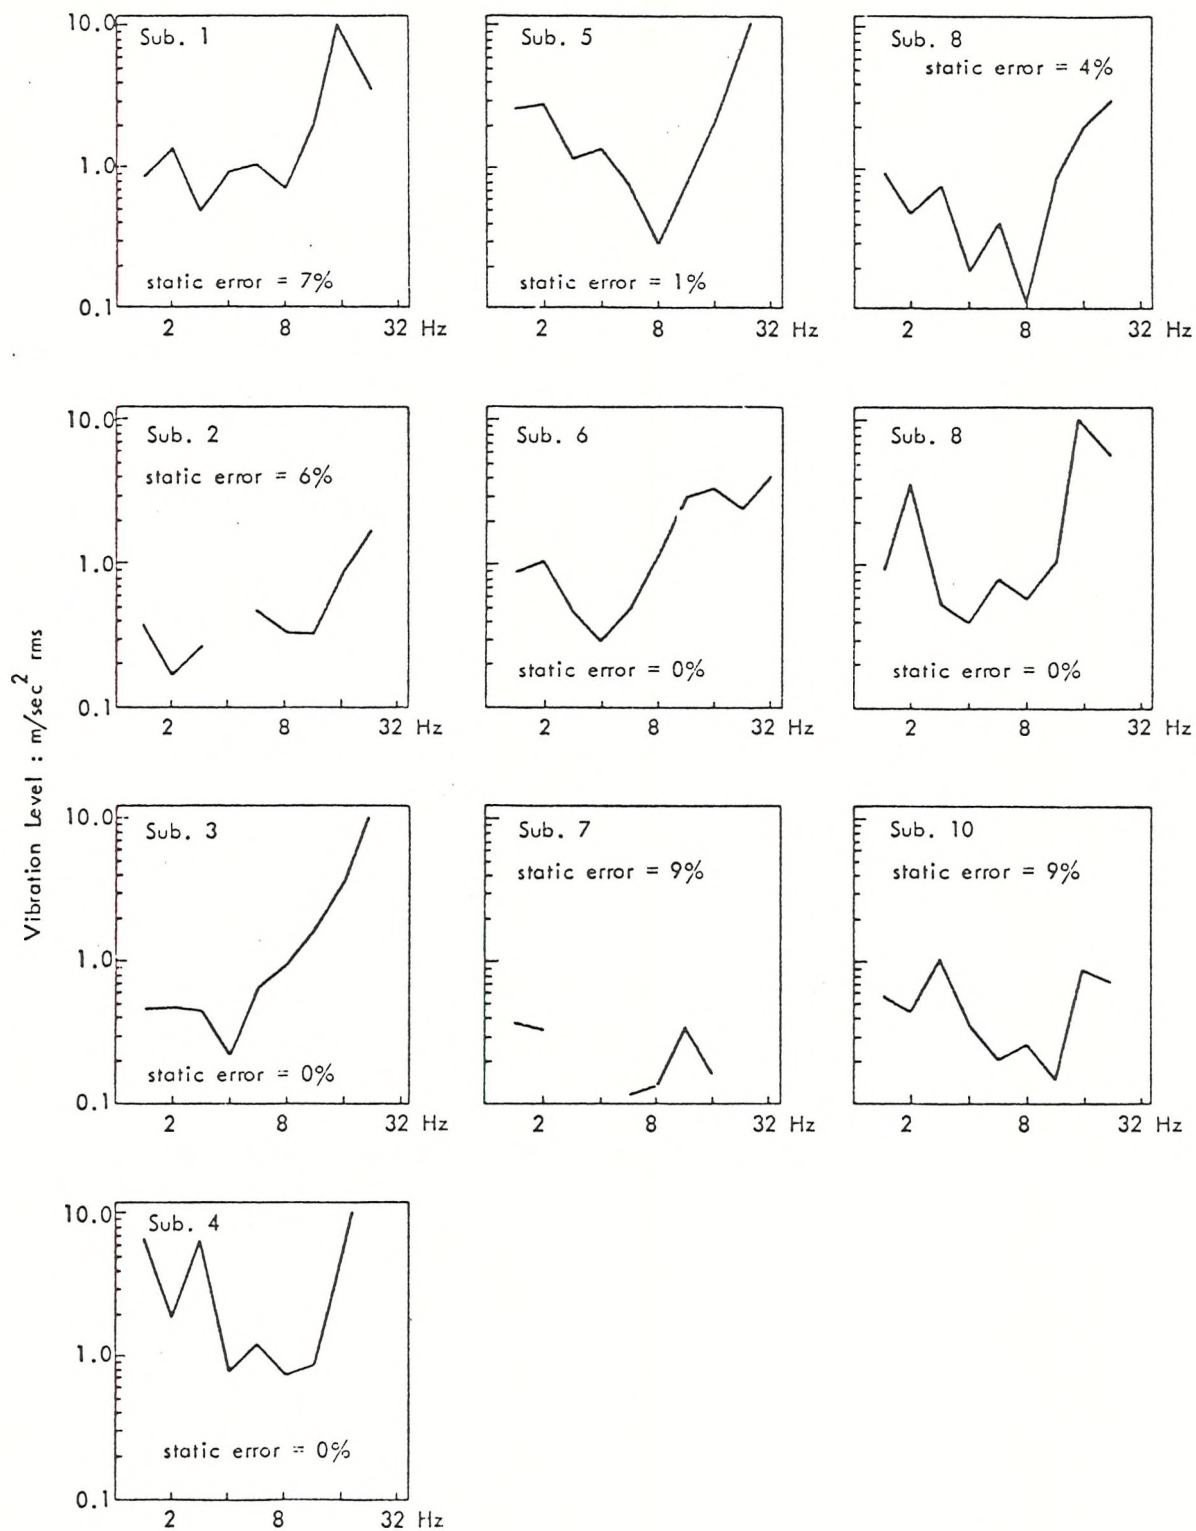 Vibration Level : m/sec2 rms
10.0
1.0
0.1
Sub. 1
static error = 7%
2 8 32 Hz
Sub. 5
static error = 1%
2 8 32 Hz
Sub. 8
static error = 4%
2 8 32 Hz
10.0
1.0
0.1
Sub. 2
static error = 6%
2 8 32 Hz
Sub. 6
static error = 0%
2 8 32 Hz
Sub. 8
static error = 0%
2 8 32 Hz
10.0
1.0
0.1
Sub. 3
static error = 0%
2 8 32 Hz
Sub. 7
static error = 9%
2 8 32 Hz
Sub. 10
static error = 9%
2 8 32 Hz
10.0
1.0
0.1
Sub. 4
static error = 0%
2 8 32 Hz